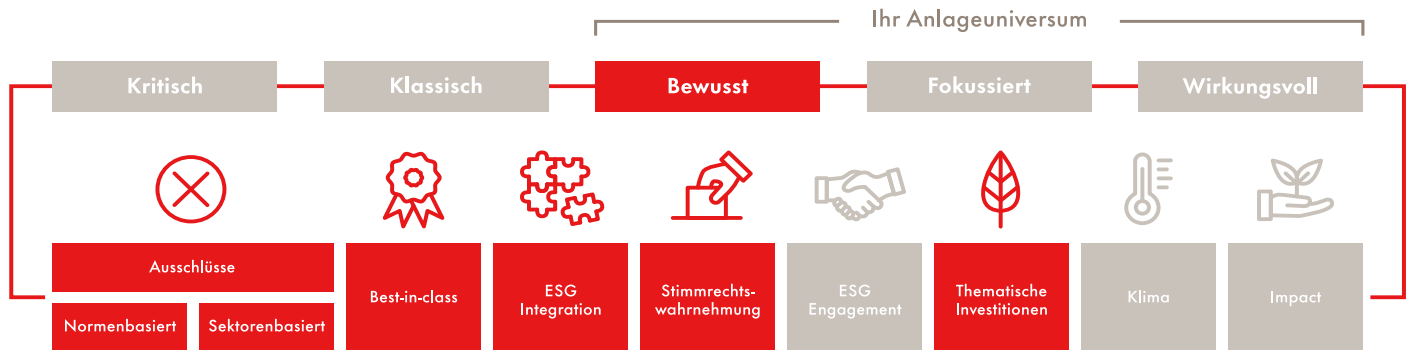 Ihr Anlageuniversum
Kritisch
Klassisch
Bewusst
Fokussiert
Wirkungsvoll
Ausschlüsse
Normenbasiert
Sektorenbasiert
Best-in-class
ESG
Integration
Stimmrechts-
wahrnehmung
ESG
Engagement
Thematische
Investitionen
Klima
Impact